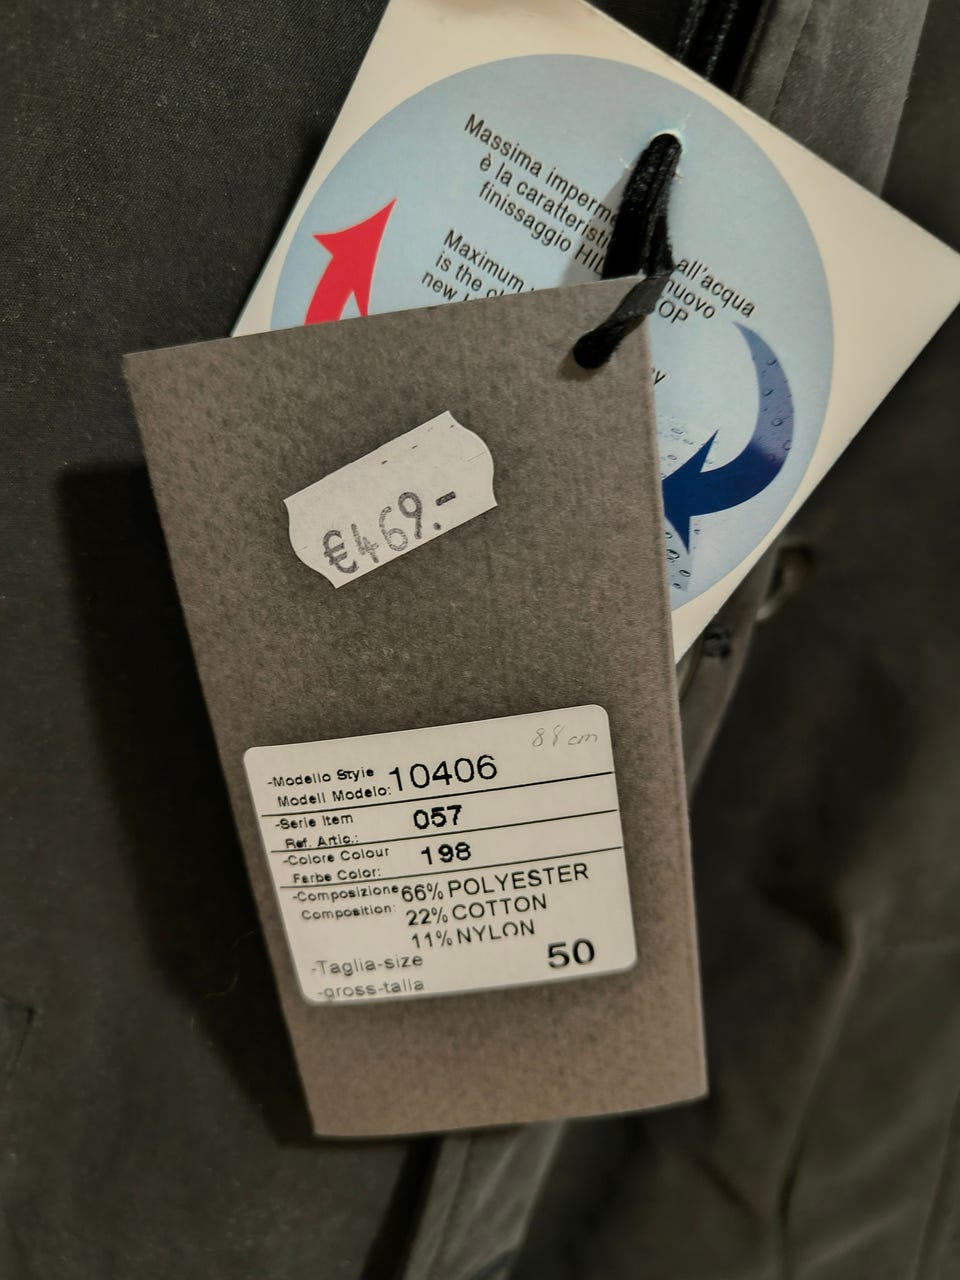 Massima
è la caratteristi
all'acqua
finissaggio
nuovo
OP
Maximum
is the
new
€469.-
88 cm
-Modello Style
Modell Modelo: 10406
-Serie Item
Ref. Artic.: 057
-Colore Colour
Farbe Color: 198
-Composizione 66% POLYESTER
Composition: 22% COTTON
11% NYLON
-Taglia-size 50
-gross-talla